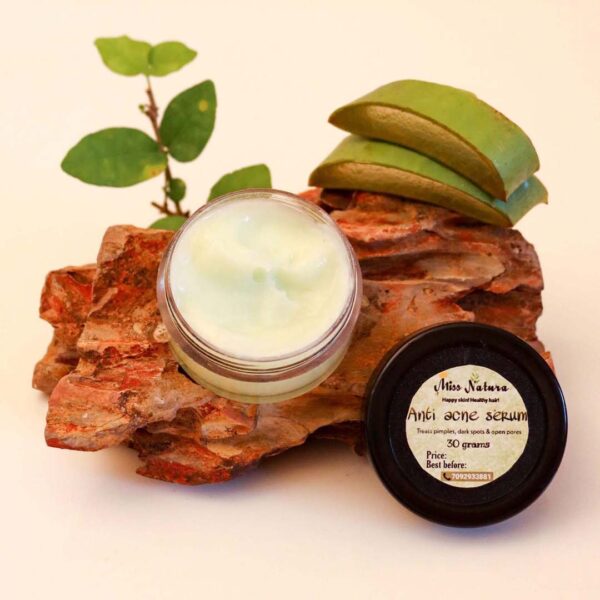 Miss Natura
Happy skin! Healthy hair!
Anti acne serum
Treats pimples, dark spots & open pores
30 grams
Price:
Best before:
7092933881